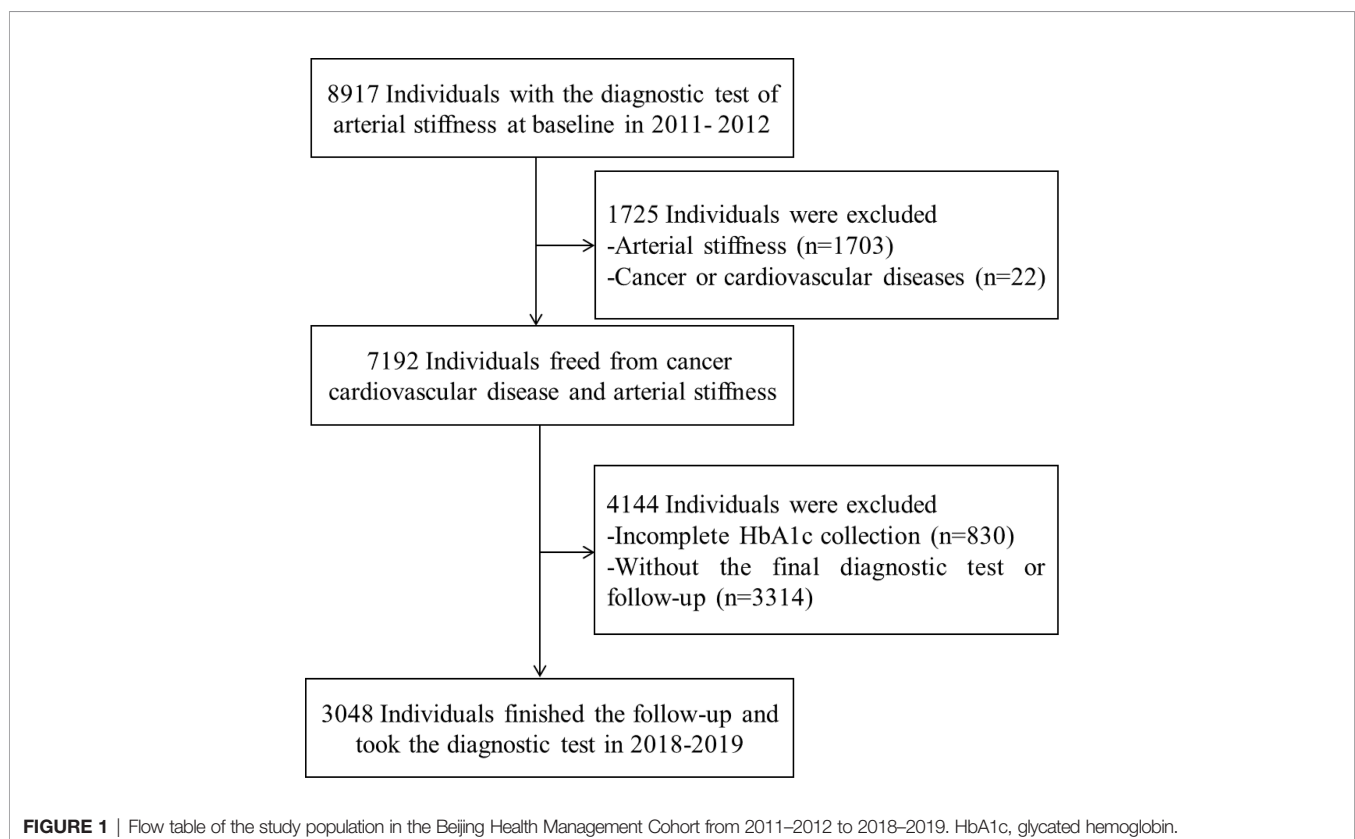 8917 Individuals with the diagnostic test of
arterial stiffness at baseline in 2011- 2012
1725 Individuals were excluded
-Arterial stiffness (n=1703)
-Cancer or cardiovascular diseases (n=22)
7192 Individuals freed from cancer
cardiovascular disease and arterial stiffness
4144 Individuals were excluded
-Incomplete HbA1c collection (n=830)
-Without the final diagnostic test or
follow-up (n=3314)
3048 Individuals finished the follow-up and
took the diagnostic test in 2018-2019
FIGURE 1 | Flow table of the study population in the Beijing Health Management Cohort from 2011–2012 to 2018–2019. HbA1c, glycated hemoglobin.